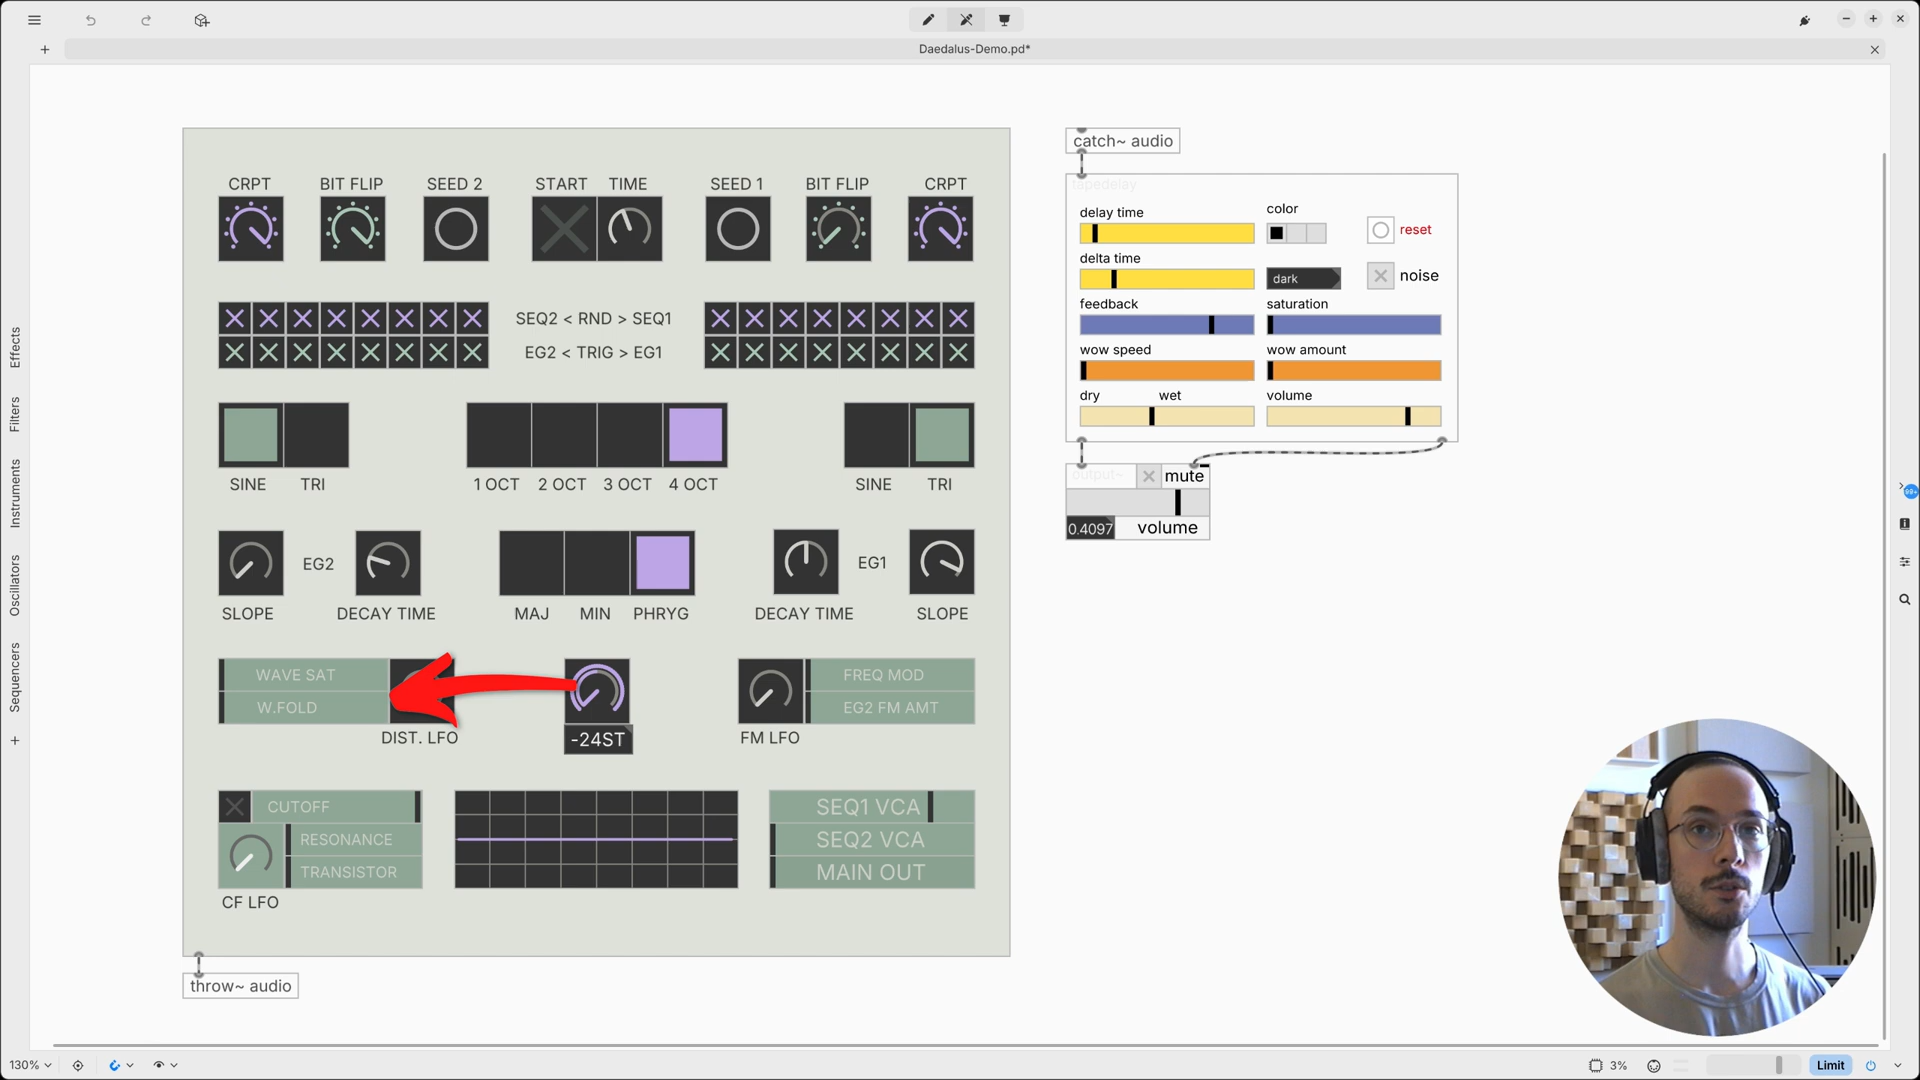 Daedalus-Demo.pd*
Effects
Filters
Instruments
Oscillators
Sequencers
CRPT BIT FLIP SEED 2 START TIME SEED 1 BIT FLIP CRPT
SEQ2 < RND > SEQ1
EG2 < TRIG > EG1
SINE TRI 1 OCT 2 OCT 3 OCT 4 OCT SINE TRI
EG2 EG1
SLOPE DECAY TIME MAJ MIN PHRYG DECAY TIME SLOPE
WAVE SAT FREQ MOD
W.FOLD EG2 FM AMT
DIST. LFO -24ST FM LFO
CUTOFF SEQ1 VCA
RESONANCE SEQ2 VCA
TRANSISTOR MAIN OUT
CF LFO
throw~ audio
catch~ audio
tapedelay
delay time color
reset
delta time
dark noise
feedback saturation
wow speed wow amount
dry wet volume
output~ mute
0.4097 volume
99+
130% 3% Limit